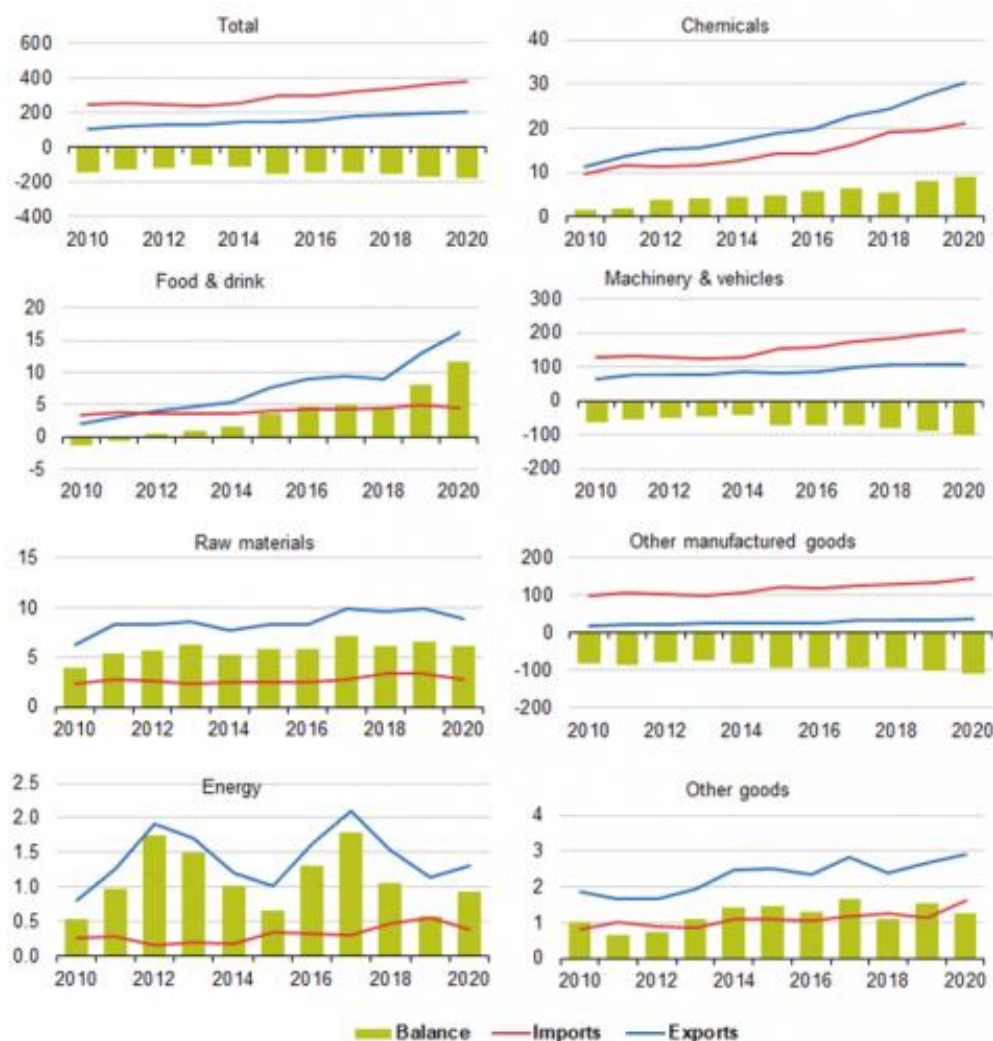 Total
600
400
200
0
-200
-400
2010 2012 2014 2016 2018 2020
Chemicals
40
30
20
10
0
2010 2012 2014 2016 2018 2020
Food & drink
20
15
10
5
0
-5
2010 2012 2014 2016 2018 2020
Machinery & vehicles
300
200
100
0
-100
-200
2010 2012 2014 2016 2018 2020
Raw materials
15
10
5
0
2010 2012 2014 2016 2018 2020
Other manufactured goods
200
100
0
-100
-200
2010 2012 2014 2016 2018 2020
Energy
2.5
2.0
1.5
1.0
0.5
0.0
2010 2012 2014 2016 2018 2020
Other goods
4
3
2
1
0
2010 2012 2014 2016 2018 2020
Balance Imports Exports